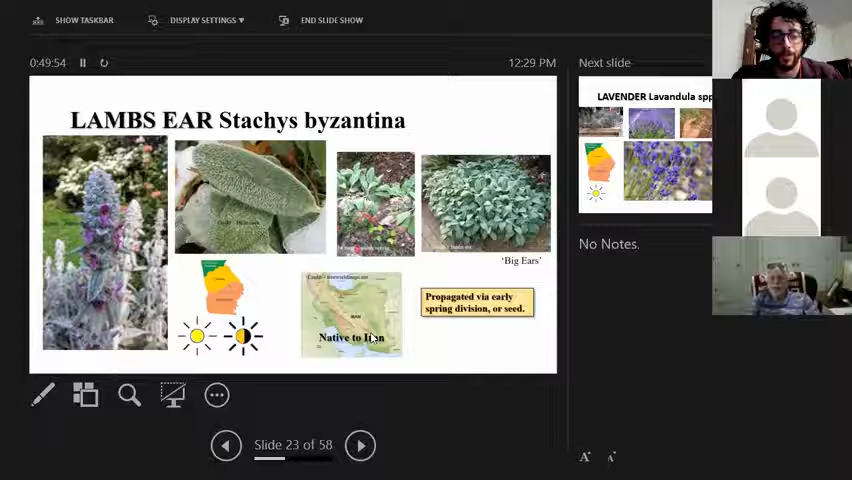 SHOW TASKBAR
DISPLAY SETTINGS ▼
END SLIDE SHOW
0:49:54
12:29 PM
Next slide
LAMBS EAR Stachys byzantina
LAVENDER Lavandula spp
'Big Ears'
IRAN
Native to Iran
Propagated via early
spring division, or seed.
No Notes.
Slide 23 of 58
A
A